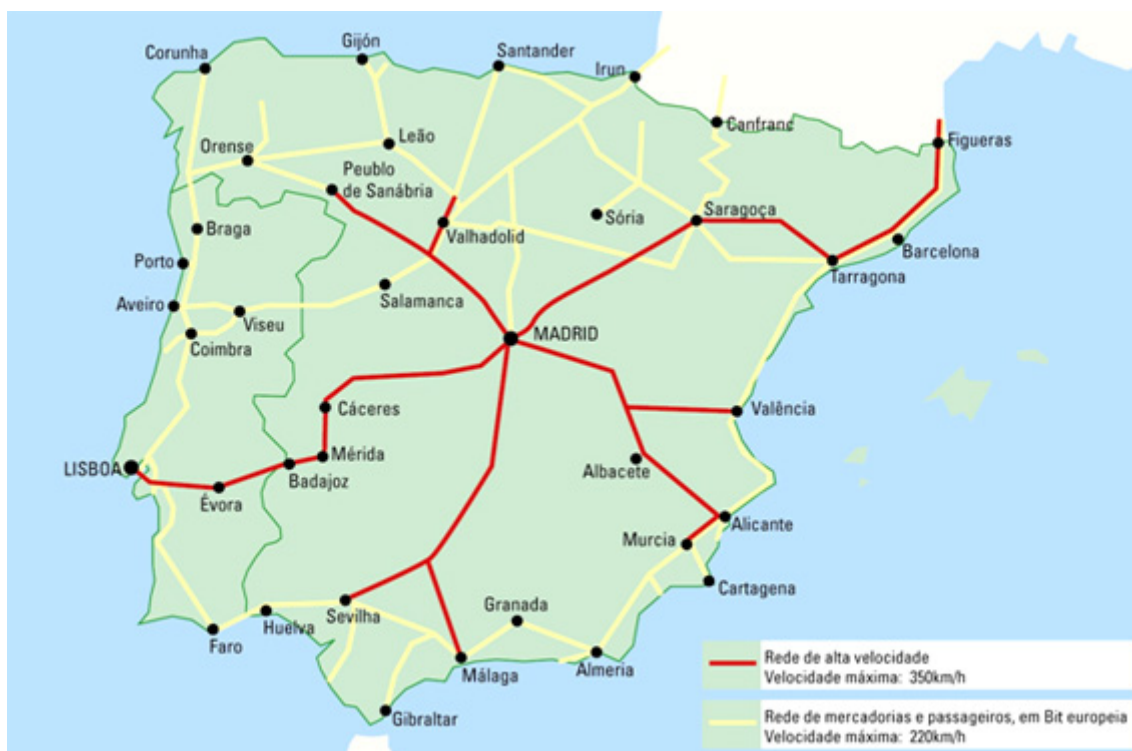 Corunha
Gijón
Santander
Irun
Canfranc
Figueras
Orense
Leão
Peublo
de Sanábria
Braga
Valhadolid
Sória
Saragoça
Barcelona
Tarragona
Porto
Aveiro
Viseu
Salamanca
Coimbra
MADRID
Cáceres
Valência
LISBOA
Mérida
Badajoz
Albacete
Évora
Alicante
Murcia
Cartagena
Granada
Sevilha
Huelva
Faro
Málaga
Almeria
Gibraltar
Rede de alta velocidade
Velocidade máxima: 350km/h
Rede de mercadorias e passageiros, em Bit europeia
Velocidade máxima: 220km/h